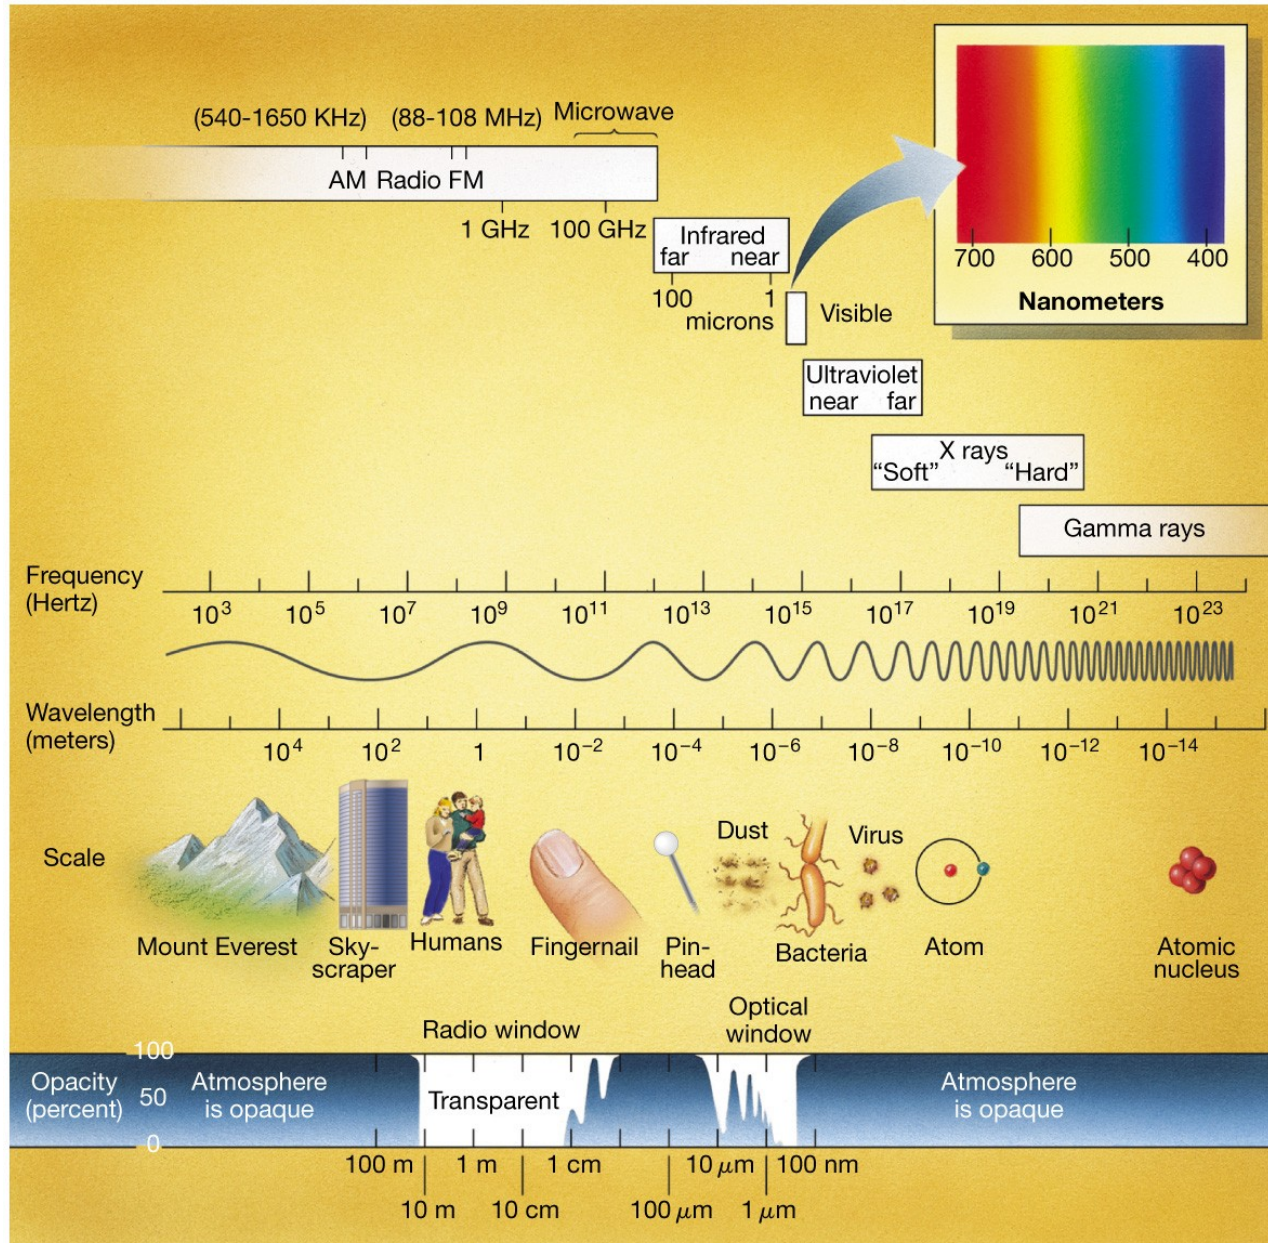 (540-1650 KHz) (88-108 MHz) Microwave
AM Radio FM
1 GHz 100 GHz
Infrared
far near
100 1
microns
Visible
700 600 500 400
Nanometers
Ultraviolet
near far
X rays
“Soft” “Hard”
Gamma rays
Frequency
(Hertz)
10³ 10⁵ 10⁷ 10⁹ 10¹¹ 10¹³ 10¹⁵ 10¹⁷ 10¹⁹ 10²¹ 10²³
Wavelength
(meters)
10⁴ 10² 1 10⁻² 10⁻⁴ 10⁻⁶ 10⁻⁸ 10⁻¹⁰ 10⁻¹² 10⁻¹⁴
Scale
Mount Everest
Sky-
scraper
Humans
Fingernail
Pin-
head
Dust
Bacteria
Virus
Atom
Atomic
nucleus
Radio window
Optical
window
Opacity
(percent)
100
50
0
Atmosphere
is opaque
Transparent
Atmosphere
is opaque
100 m 1 m 1 cm 10 μm 100 nm
10 m 10 cm 100 μm 1 μm